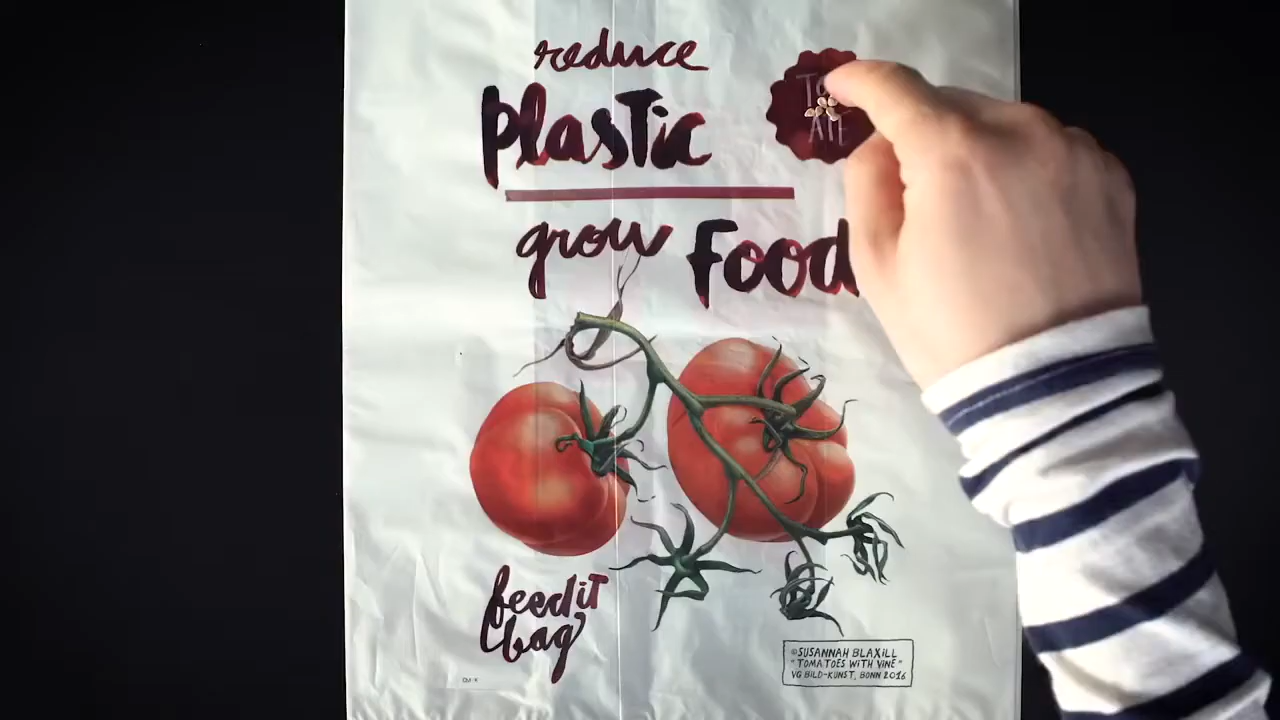 reduce
plastic
grow Food
feedit
bag
©SUSANNAH BLAXILL
"TOMATOES WITH VINE"
VG BILD-KUNST, BONN 2016